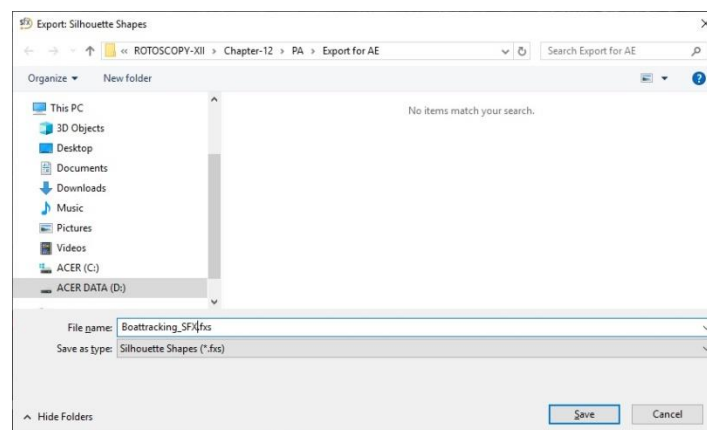 sfx Export: Silhouette Shapes
« ROTOSCOPY-XII > Chapter-12 > PA > Export for AE
Search Export for AE
Organize
New folder
This PC
3D Objects
Desktop
Documents
Downloads
Music
Pictures
Videos
ACER (C:)
ACER DATA (D:)
No items match your search.
File name: Boattracking_SFX.fxs
Save as type: Silhouette Shapes (*.fxs)
Hide Folders
Save
Cancel